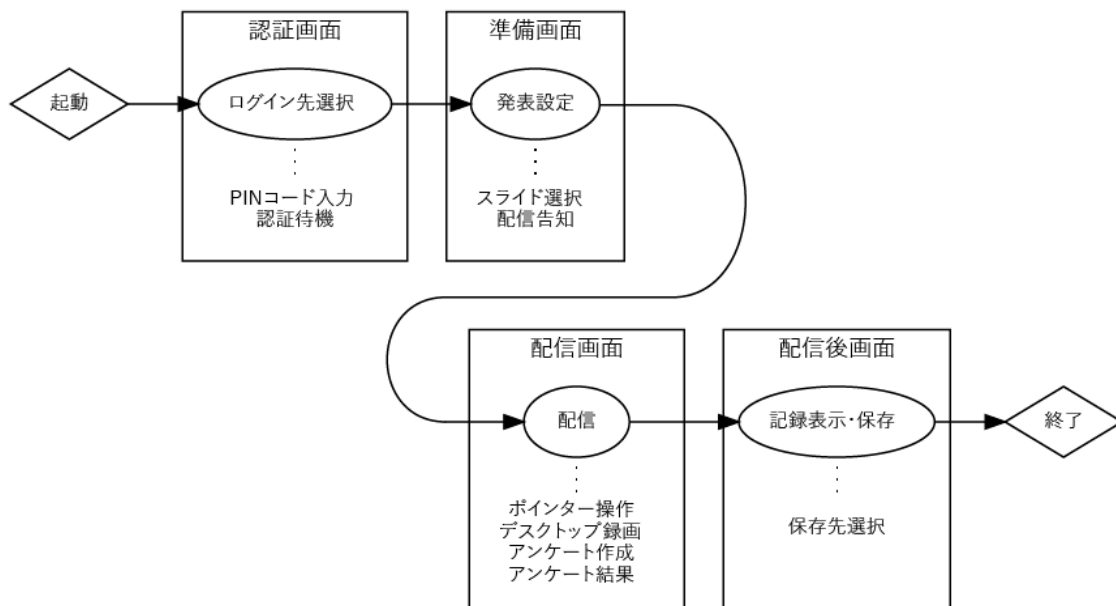 認証画面
準備画面
起動
ログイン先選択
発表設定
PINコード入力
認証待機
スライド選択
配信告知
配信画面
配信後画面
配信
記録表示・保存
終了
ポインター操作
デスクトップ録画
アンケート作成
アンケート結果
保存先選択